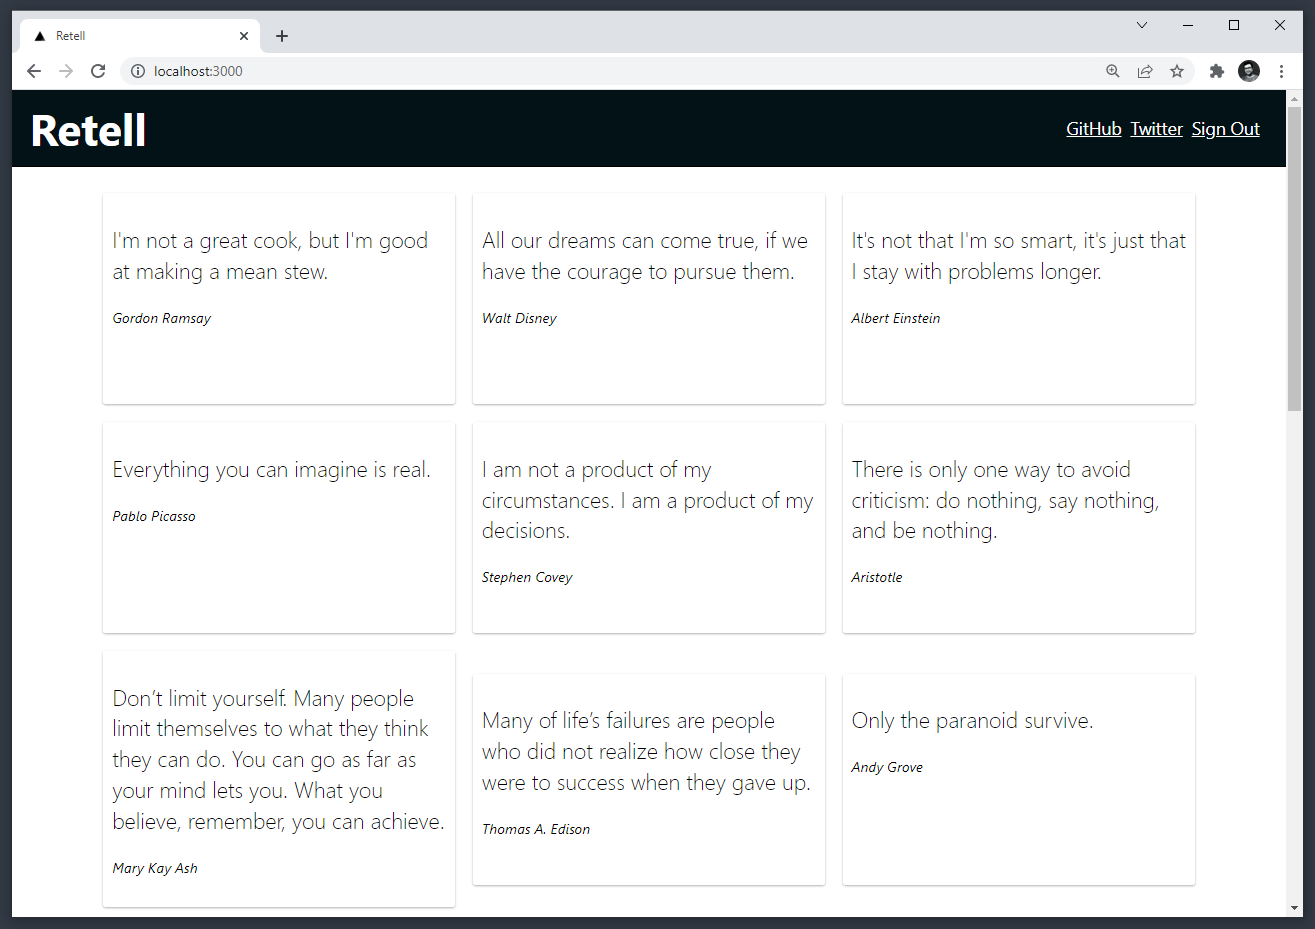 Retell
localhost:3000
Retell
GitHub Twitter Sign Out
I'm not a great cook, but I'm good
at making a mean stew.
Gordon Ramsay
All our dreams can come true, if we
have the courage to pursue them.
Walt Disney
It's not that I'm so smart, it's just that
I stay with problems longer.
Albert Einstein
Everything you can imagine is real.
Pablo Picasso
I am not a product of my
circumstances. I am a product of my
decisions.
Stephen Covey
There is only one way to avoid
criticism: do nothing, say nothing,
and be nothing.
Aristotle
Don’t limit yourself. Many people
limit themselves to what they think
they can do. You can go as far as
your mind lets you. What you
believe, remember, you can achieve.
Mary Kay Ash
Many of life’s failures are people
who did not realize how close they
were to success when they gave up.
Thomas A. Edison
Only the paranoid survive.
Andy Grove